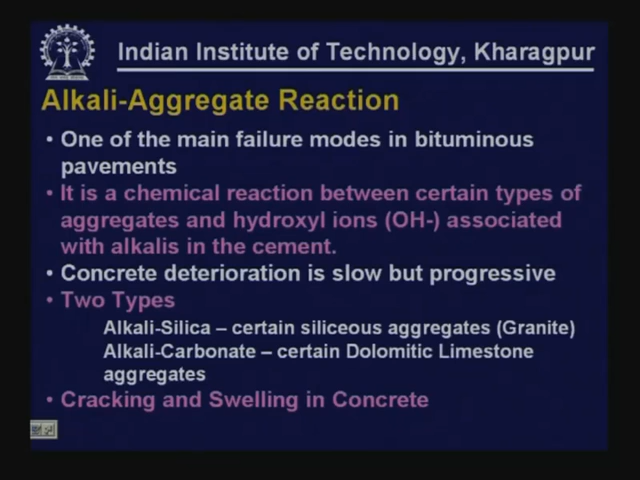 Indian Institute of Technology, Kharagpur
Alkali-Aggregate Reaction
• One of the main failure modes in bituminous
pavements
• It is a chemical reaction between certain types of
aggregates and hydroxyl ions (OH-) associated
with alkalis in the cement.
• Concrete deterioration is slow but progressive
• Two Types
Alkali-Silica – certain siliceous aggregates (Granite)
Alkali-Carbonate – certain Dolomitic Limestone
aggregates
• Cracking and Swelling in Concrete